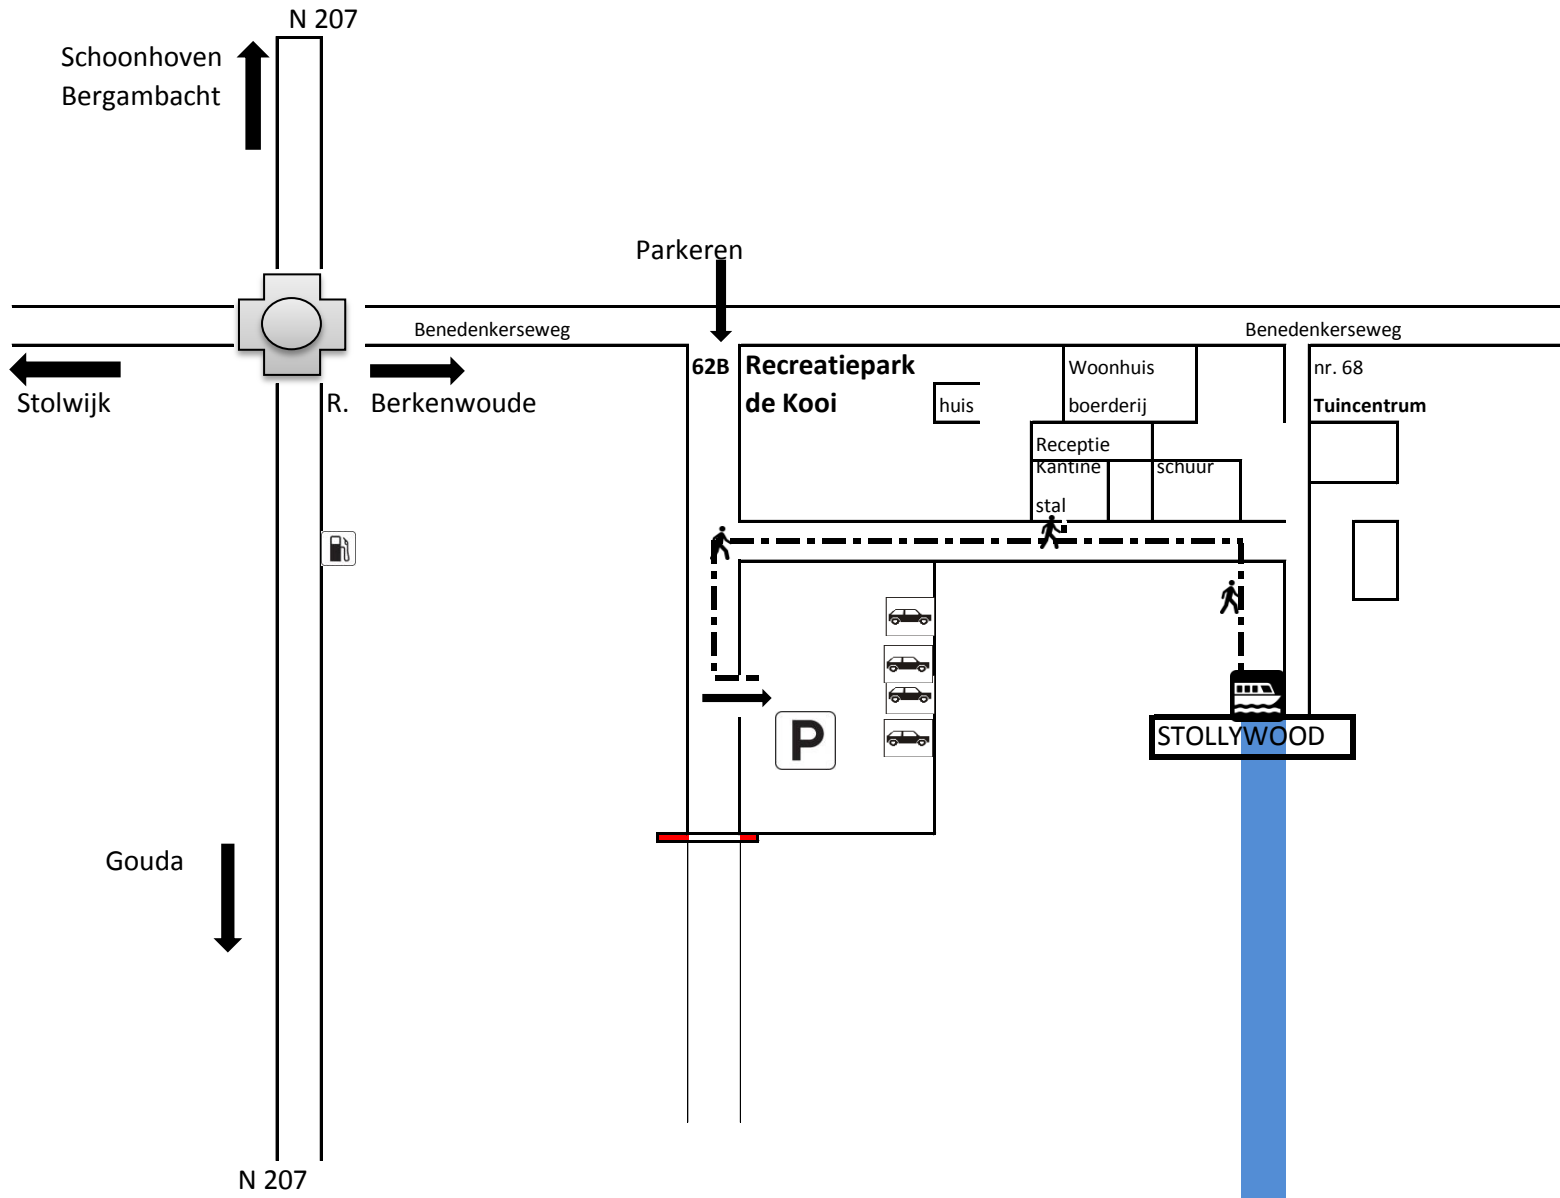 N 207
Schoonhoven
Bergambacht
Parkeren
Benedenkerseweg
Benedenkerseweg
Stolwijk
R. Berkenwoude
62B Recreatiepark
de Kooi
huis
Woonhuis
boerderij
nr. 68
Tuincentrum
Receptie
Kantine
schuur
stal
P
STOLLYWOOD
Gouda
N 207